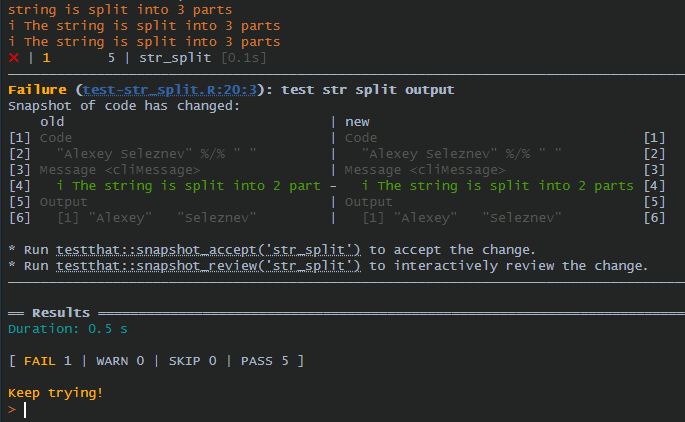 string is split into 3 parts
i The string is split into 3 parts
i The string is split into 3 parts
❌ | 1       5 | str_split [0.1s]
Failure (test-str_split.R:20:3): test str split output
Snapshot of code has changed:
    old                                 | new
[1] Code                                | Code                                [1]
[2]   "Alexey Seleznev" %/% " "         |   "Alexey Seleznev" %/% " "         [2]
[3] Message <cliMessage>                | Message <cliMessage>                [3]
[4]   i The string is split into 2 part -   i The string is split into 2 parts [4]
[5] Output                              | Output                              [5]
[6]   [1] "Alexey"   "Seleznev"         |   [1] "Alexey"   "Seleznev"         [6]
* Run testthat::snapshot_accept('str_split') to accept the change.
* Run testthat::snapshot_review('str_split') to interactively review the change.
══ Results ══
Duration: 0.5 s
[ FAIL 1 | WARN 0 | SKIP 0 | PASS 5 ]
Keep trying!
>